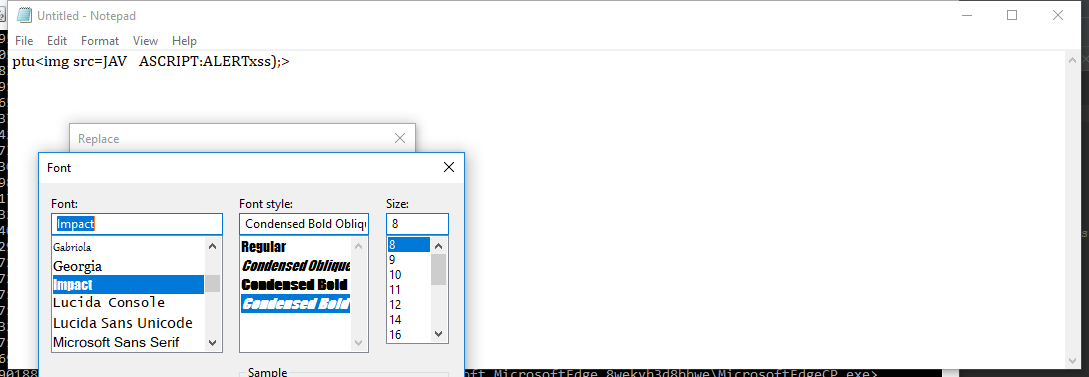 Untitled - Notepad
File Edit Format View Help
ptu<img src=JAV   ASCRIPT:ALERTxss);>
Replace
Font
Font: Font style: Size:
Impact Condensed Bold Obliqu 8
Gabriola
Georgia
Impact
Lucida Console
Lucida Sans Unicode
Microsoft Sans Serif
Regular
Condensed Oblique
Condensed Bold
Condensed Bold
8
9
10
11
12
14
16
Sample
soft.MicrosoftEdge_8wekyb3d8bbwe\MicrosoftEdgeCP.exe>